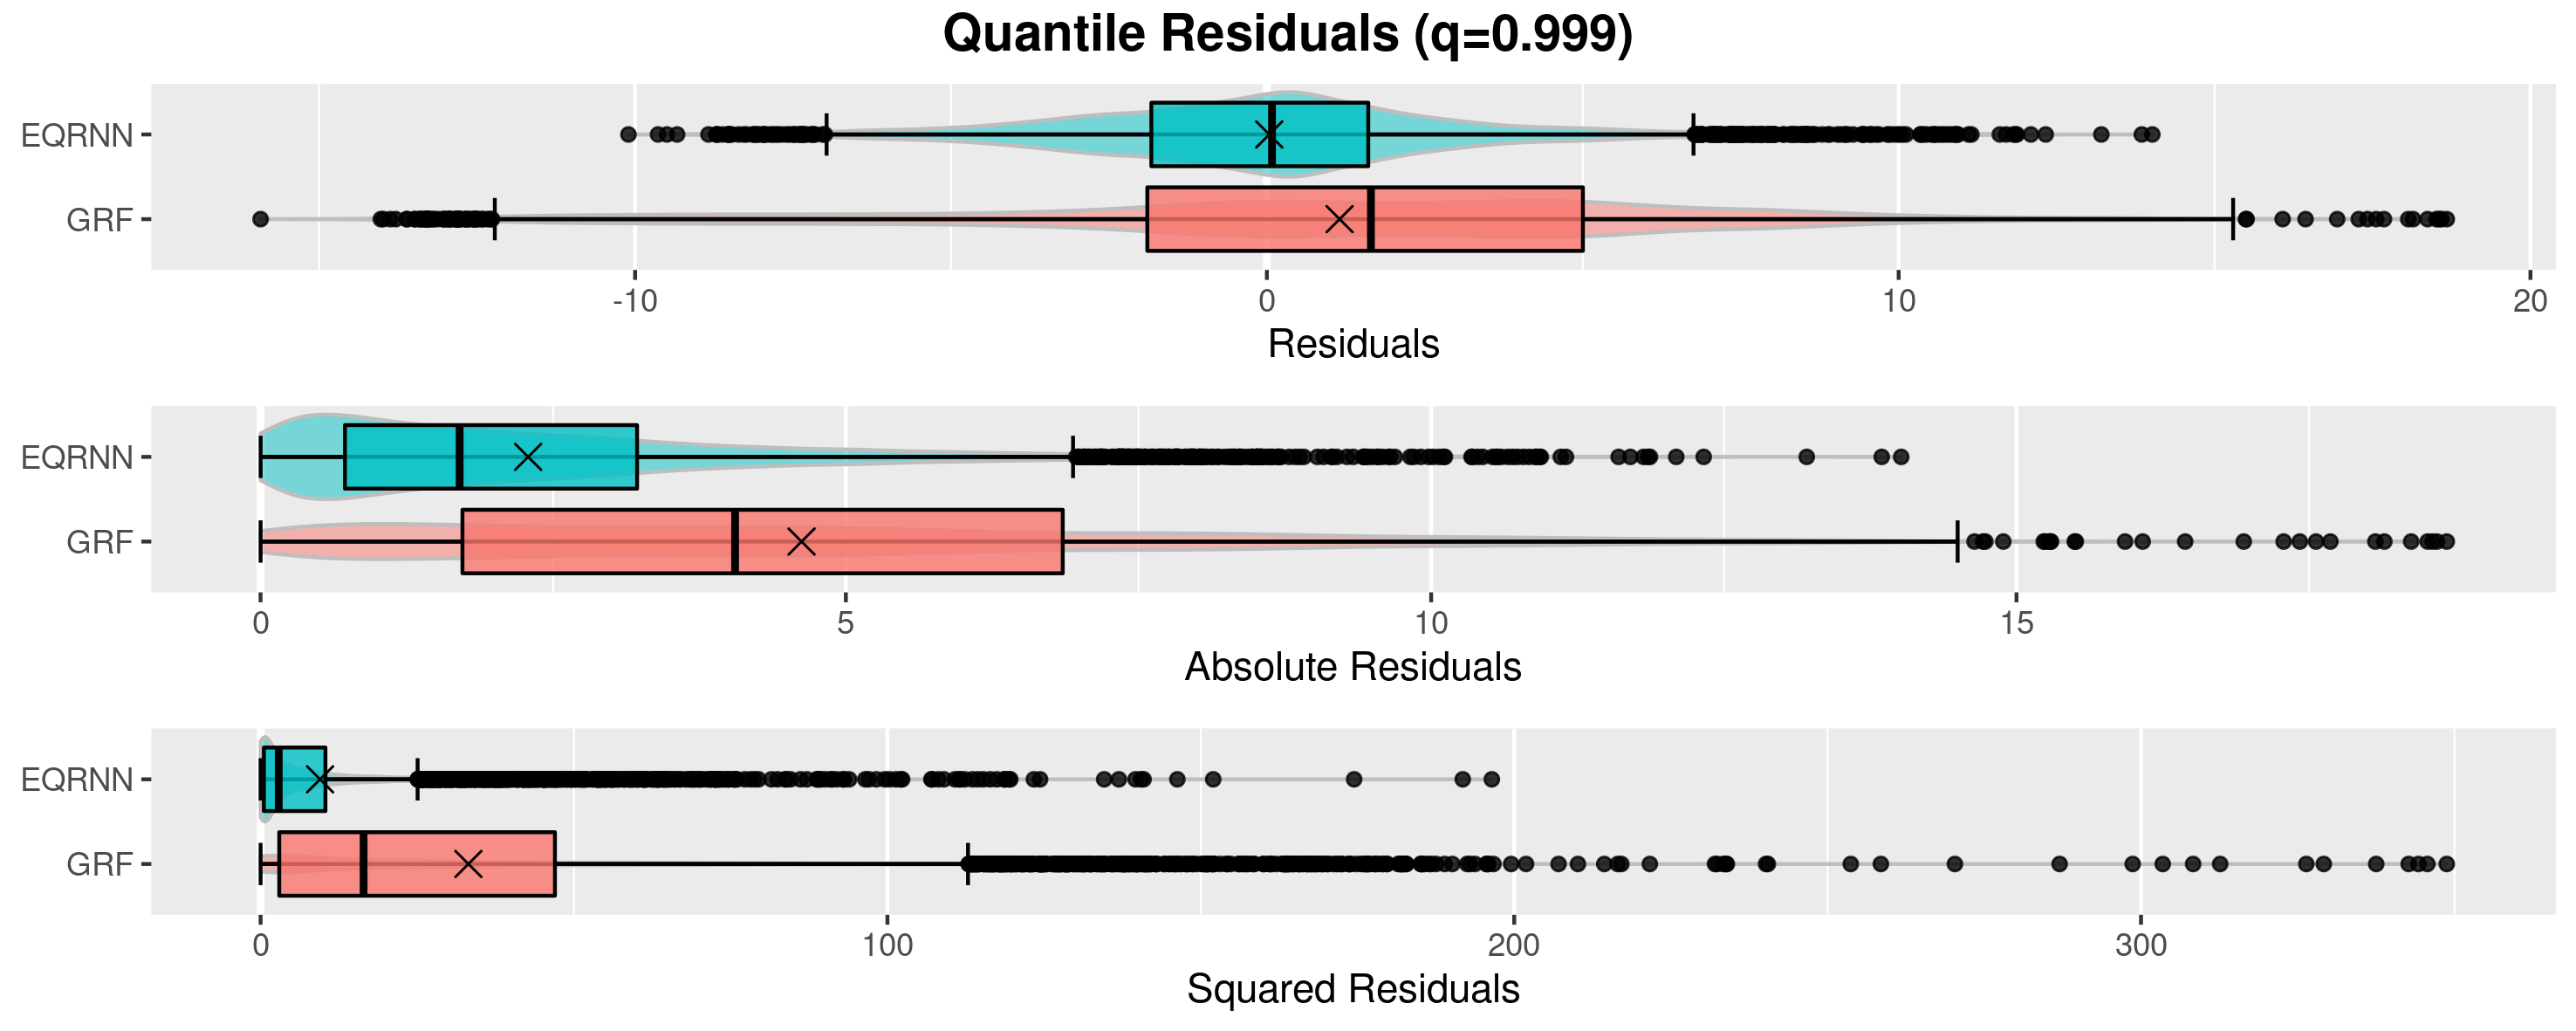 Quantile Residuals (q=0.999)
EQRNN
GRF
-10 0 10 20
Residuals
EQRNN
GRF
0 5 10 15
Absolute Residuals
EQRNN
GRF
0 100 200 300
Squared Residuals